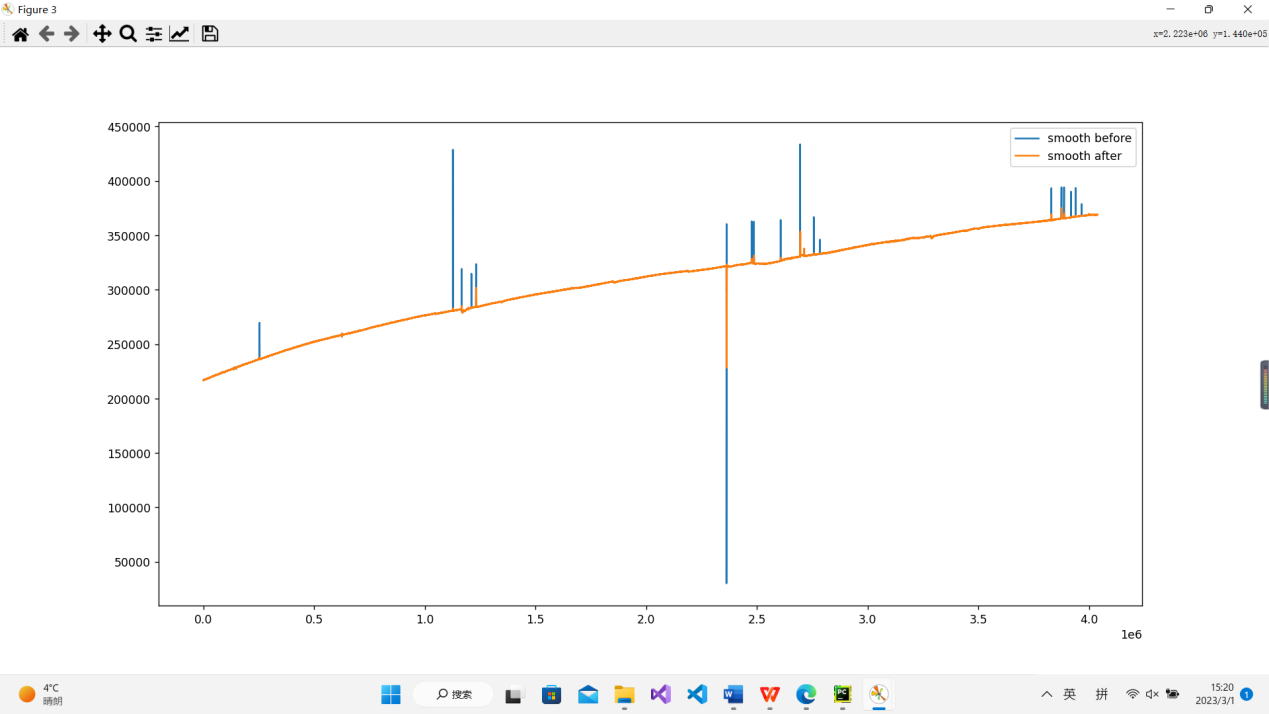 Figure 3
x=2.223e+06 y=1.440e+05
450000
400000
350000
300000
250000
200000
150000
100000
50000
smooth before
smooth after
0.0 0.5 1.0 1.5 2.0 2.5 3.0 3.5 4.0
1e6
4°C
晴朗
搜索
W
PC
英
拼
15:20
2023/3/1
1